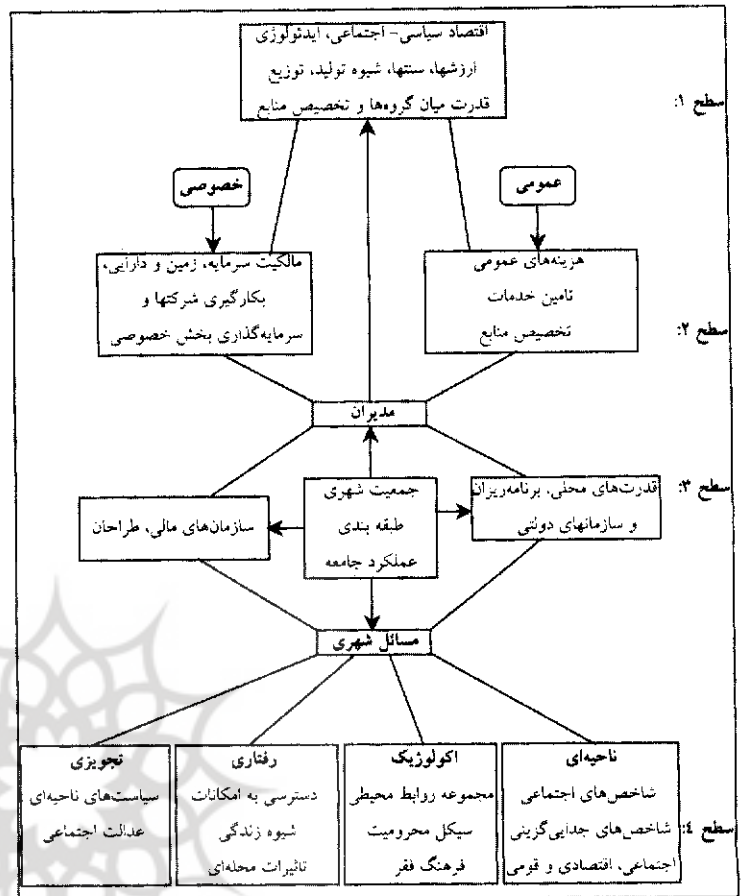 اقتصاد سیاسی- اجتماعی، ایدئولوژی
ارزشها، سنتها، شیوه تولید، توزیع
قدرت میان گروه‌ها و تخصیص منابع
سطح ۱:
عمومی
خصوصی
هزینه‌های عمومی
تامین خدمات
تخصیص منابع
مالکیت سرمایه، زمین و دارایی،
بکارگیری شرکتها و
سرمایه‌گذاری بخش خصوصی
سطح ۲:
مدیران
سطح ۳:
قدرت‌های محلی، برنامه‌ریزان
و سازمانهای دولتی
جمعیت شهری
طبقه بندی
عملکرد جامعه
سازمان‌های مالی، طراحان
مسائل شهری
ناحیه‌ای
شاخص‌های اجتماعی
شاخص‌های جدایی‌گزینی
اجتماعی، اقتصادی و قومی
اکولوژیک
مجموعه روابط محیطی
سیکل محرومیت
فرهنگ فقر
رفتاری
دسترسی به امکانات
شیوه زندگی
تاثیرات محله‌ای
تجویزی
سیاست‌های ناحیه‌ای
عدالت اجتماعی
سطح ٤: